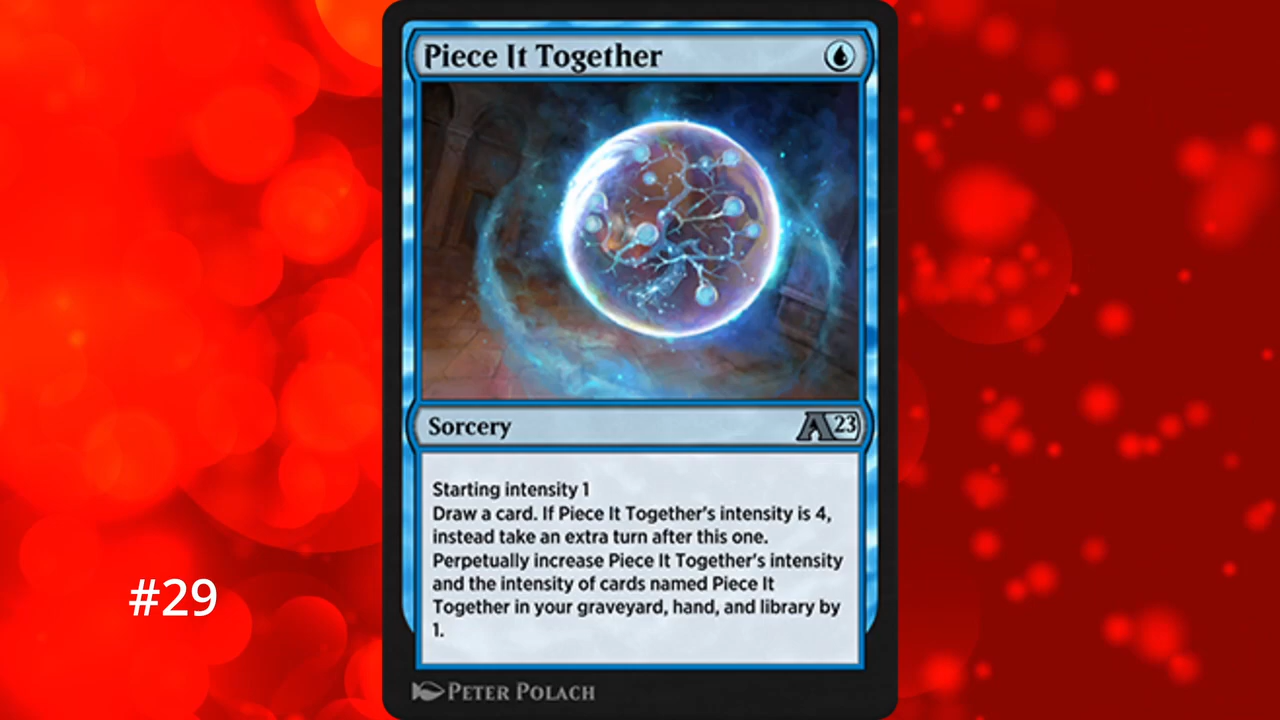 Piece It Together
Sorcery
A23
Starting intensity 1
Draw a card. If Piece It Together's intensity is 4,
instead take an extra turn after this one.
Perpetually increase Piece It Together's intensity
and the intensity of cards named Piece It
Together in your graveyard, hand, and library by
1.
#29
PETER POLACH